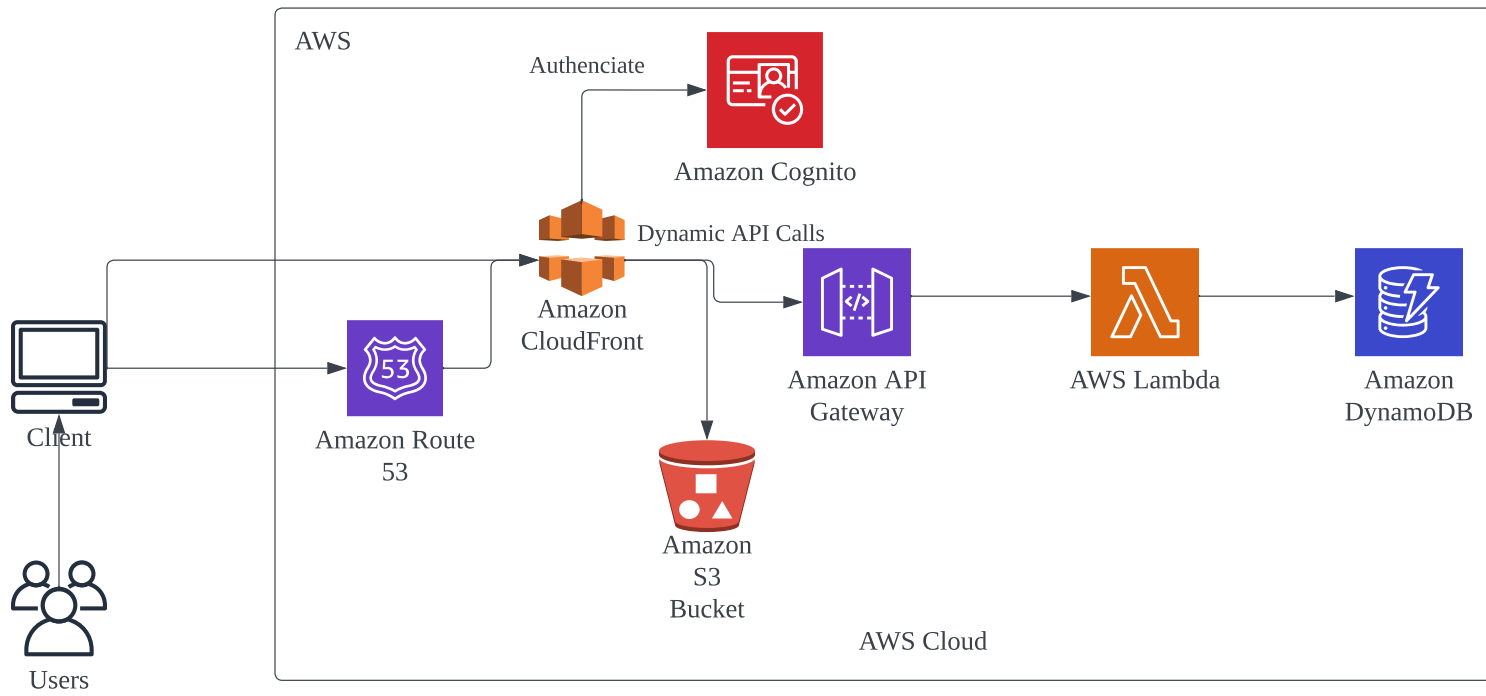 AWS
Authenciate
Amazon Cognito
Dynamic API Calls
Amazon
CloudFront
53
Amazon Route
53
Client
Users
</>
Amazon API
Gateway
AWS Lambda
Amazon
DynamoDB
Amazon
S3
Bucket
AWS Cloud